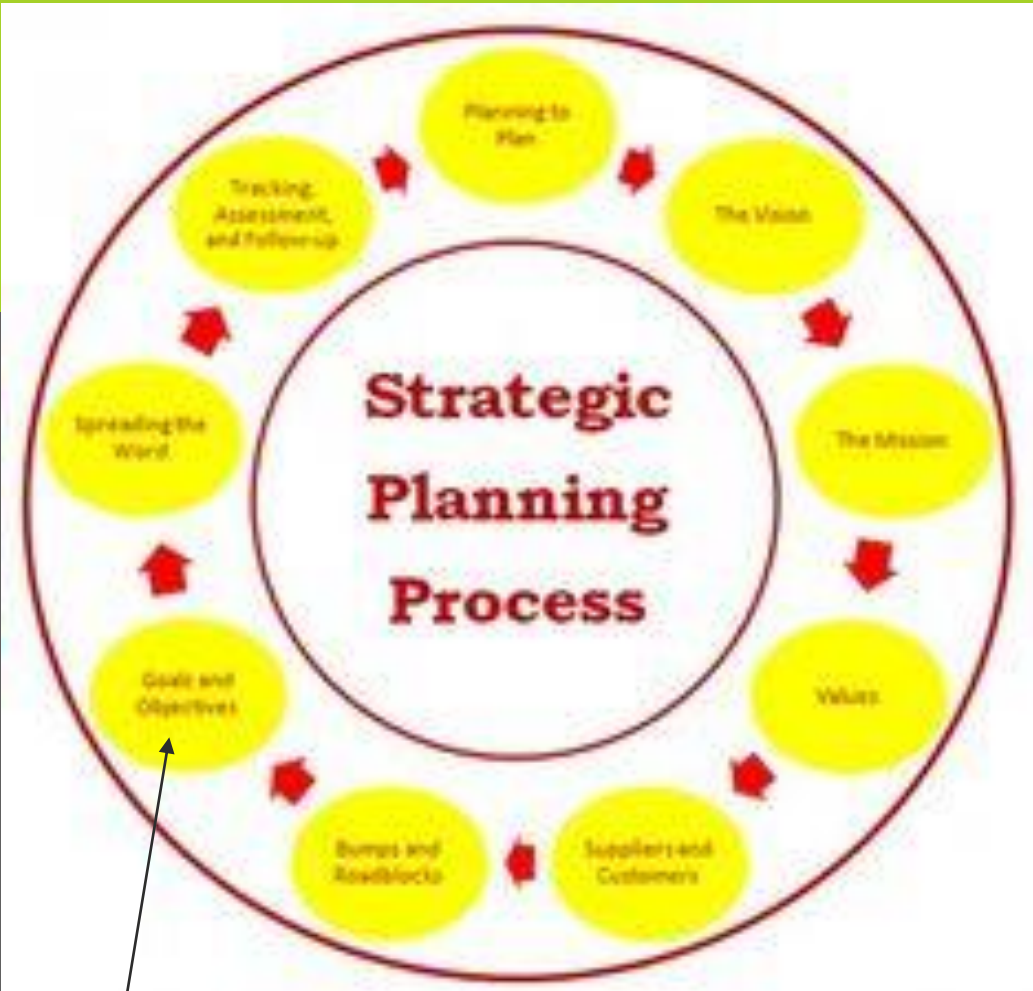 Planning to
Plan
The Vision
The Mission
Values
Suppliers and
Customers
Bumps and
Roadblocks
Goals and
Objectives
Spreading the
Word
Tracking,
Assessment,
and Follow-up
Strategic
Planning
Process